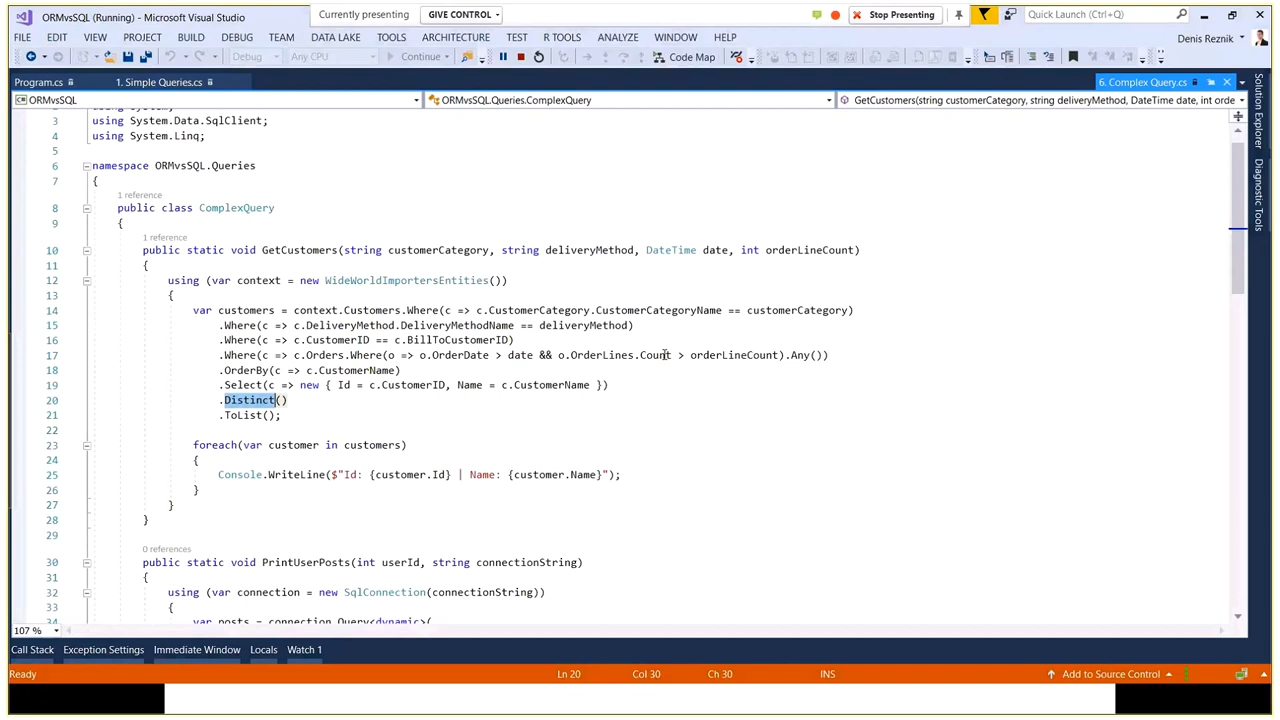 ORMvsSQL (Running) - Microsoft Visual Studio
Currently presenting GIVE CONTROL Stop Presenting Quick Launch (Ctrl+Q)
FILE EDIT VIEW PROJECT BUILD DEBUG TEAM DATA LAKE TOOLS ARCHITECTURE TEST R TOOLS ANALYZE WINDOW HELP Denis Reznik
Debug Any CPU Continue Code Map
Program.cs 1. Simple Queries.cs 6. Complex Query.cs
ORMvsSQL ORMvsSQL.Queries.ComplexQuery GetCustomers(string customerCategory, string deliveryMethod, DateTime date, int orde
3 using System.Data.SqlClient;
4 using System.Linq;
5
6 namespace ORMvsSQL.Queries
7 {
1 reference
8 public class ComplexQuery
9 {
1 reference
10 public static void GetCustomers(string customerCategory, string deliveryMethod, DateTime date, int orderLineCount)
11 {
12 using (var context = new WideWorldImportersEntities())
13 {
14 var customers = context.Customers.Where(c => c.CustomerCategory.CustomerCategoryName == customerCategory)
15 .Where(c => c.DeliveryMethod.DeliveryMethodName == deliveryMethod)
16 .Where(c => c.CustomerID == c.BillToCustomerID)
17 .Where(c => c.Orders.Where(o => o.OrderDate > date && o.OrderLines.Count > orderLineCount).Any())
18 .OrderBy(c => c.CustomerName)
19 .Select(c => new { Id = c.CustomerID, Name = c.CustomerName })
20 .Distinct()
21 .ToList();
22
23 foreach(var customer in customers)
24 {
25 Console.WriteLine($"Id: {customer.Id} | Name: {customer.Name}");
26 }
27 }
28 }
29
0 references
30 public static void PrintUserPosts(int userId, string connectionString)
31 {
32 using (var connection = new SqlConnection(connectionString))
33 {
34 var posts = connection.Query<dynamic>(
107 %
Solution Explorer
Diagnostic Tools
Call Stack Exception Settings Immediate Window Locals Watch 1
Ready Ln 20 Col 30 Ch 30 INS Add to Source Control